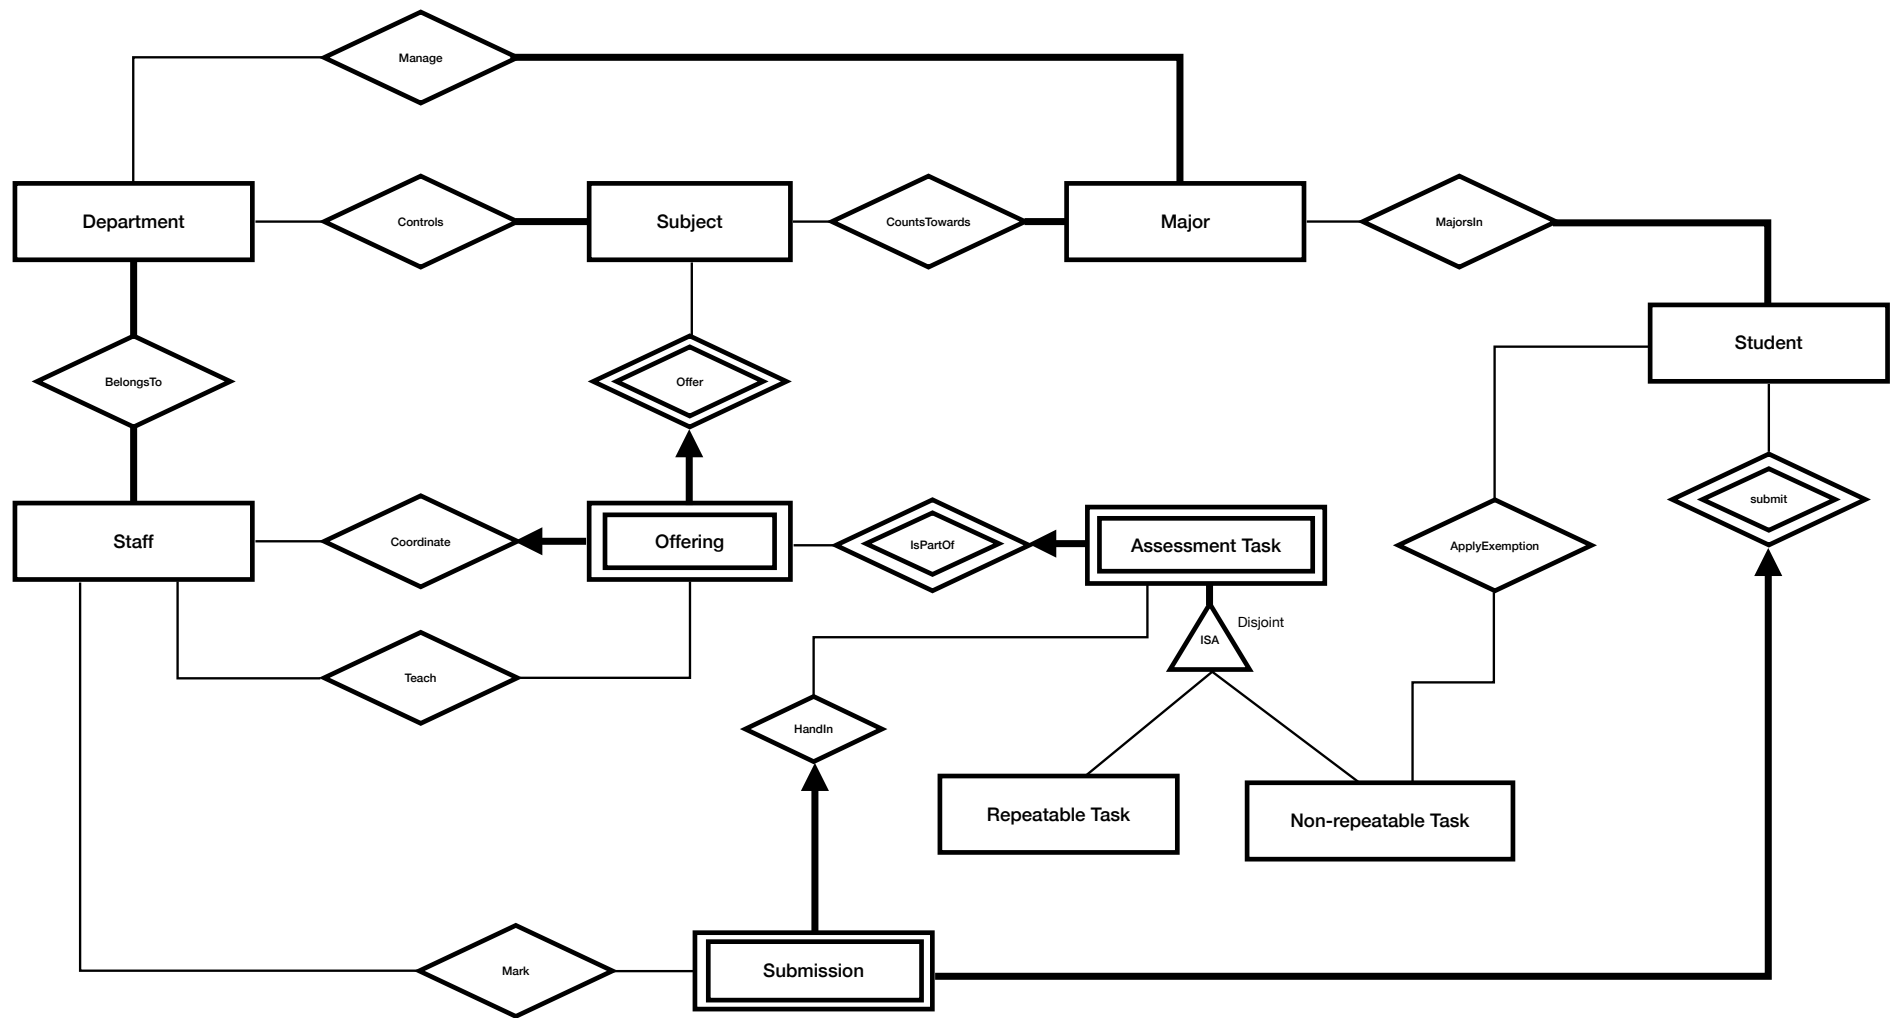 Manage
Department
Controls
Subject
CountsTowards
Major
MajorsIn
Student
BelongsTo
Offer
submit
Staff
Coordinate
Offering
IsPartOf
Assessment Task
ApplyExemption
Disjoint
ISA
Teach
HandIn
Repeatable Task
Non-repeatable Task
Mark
Submission